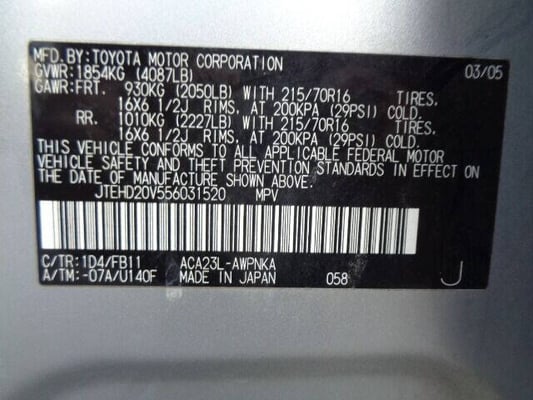 MFD.BY:TOYOTA MOTOR CORPORATION 03/05
GVWR:1854KG (4087LB)
GAWR:FRT. 930KG (2050LB) WITH 215/70R16 TIRES.
16X6 1/2J RIMS, AT 200KPA (29PSI) COLD.
RR. 1010KG (2227LB) WITH 215/70R16 TIRES.
16X6 1/2J RIMS, AT 200KPA (29PSI) COLD.
THIS VEHICLE CONFORMS TO ALL APPLICABLE FEDERAL MOTOR
VEHICLE SAFETY AND THEFT PREVENTION STANDARDS IN EFFECT ON
THE DATE OF MANUFACTURE SHOWN ABOVE.
JTEHD20V556031520 MPV
C/TR:1D4/FB11 ACA23L-AWPNKA
A/TM:-07A/U140F MADE IN JAPAN 058 J